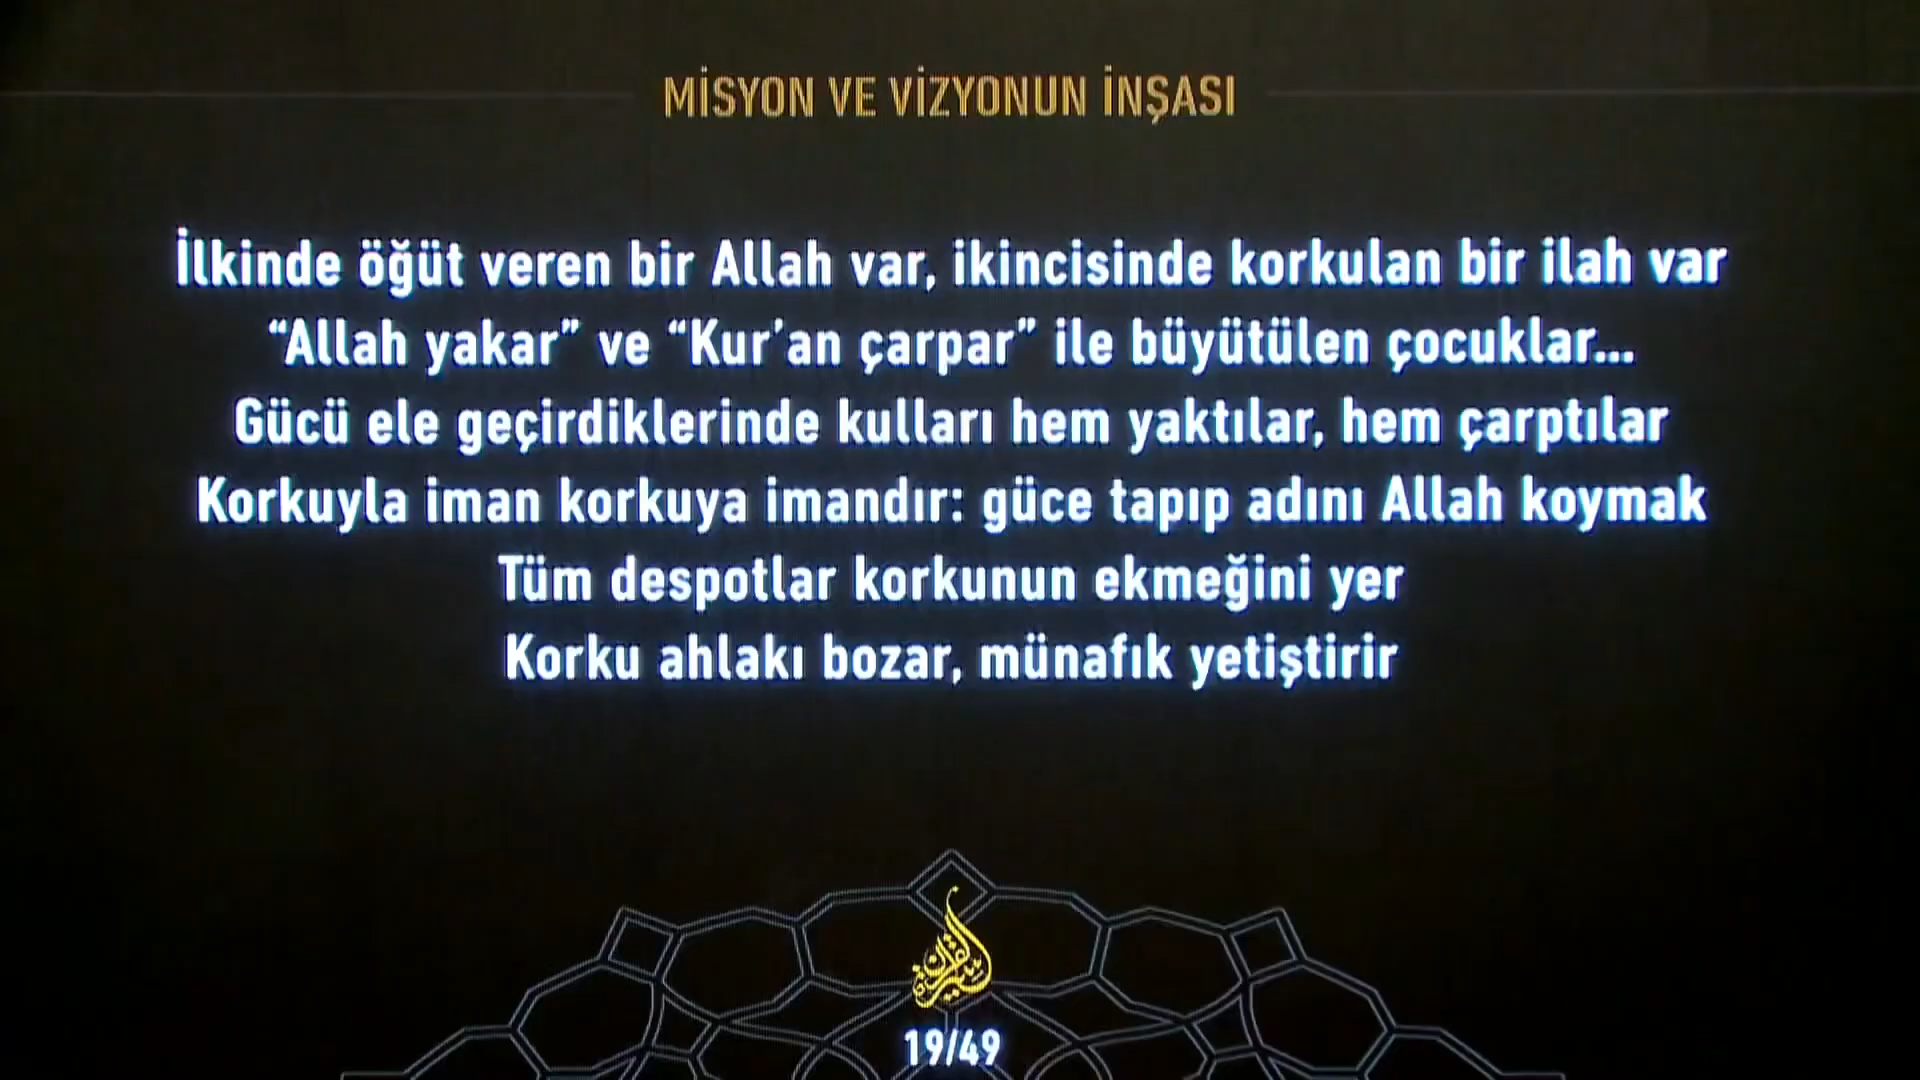 MİSYON VE VİZYONUN İNŞASI
İlkinde öğüt veren bir Allah var, ikincisinde korkulan bir ilah var
“Allah yakar” ve “Kur’an çarpar” ile büyütülen çocuklar...
Gücü ele geçirdiklerinde kulları hem yaktılar, hem çarptılar
Korkuyla iman korkuya imandır: güce tapıp adını Allah koymak
Tüm despotlar korkunun ekmeğini yer
Korku ahlakı bozar, münafık yetiştirir
19/49